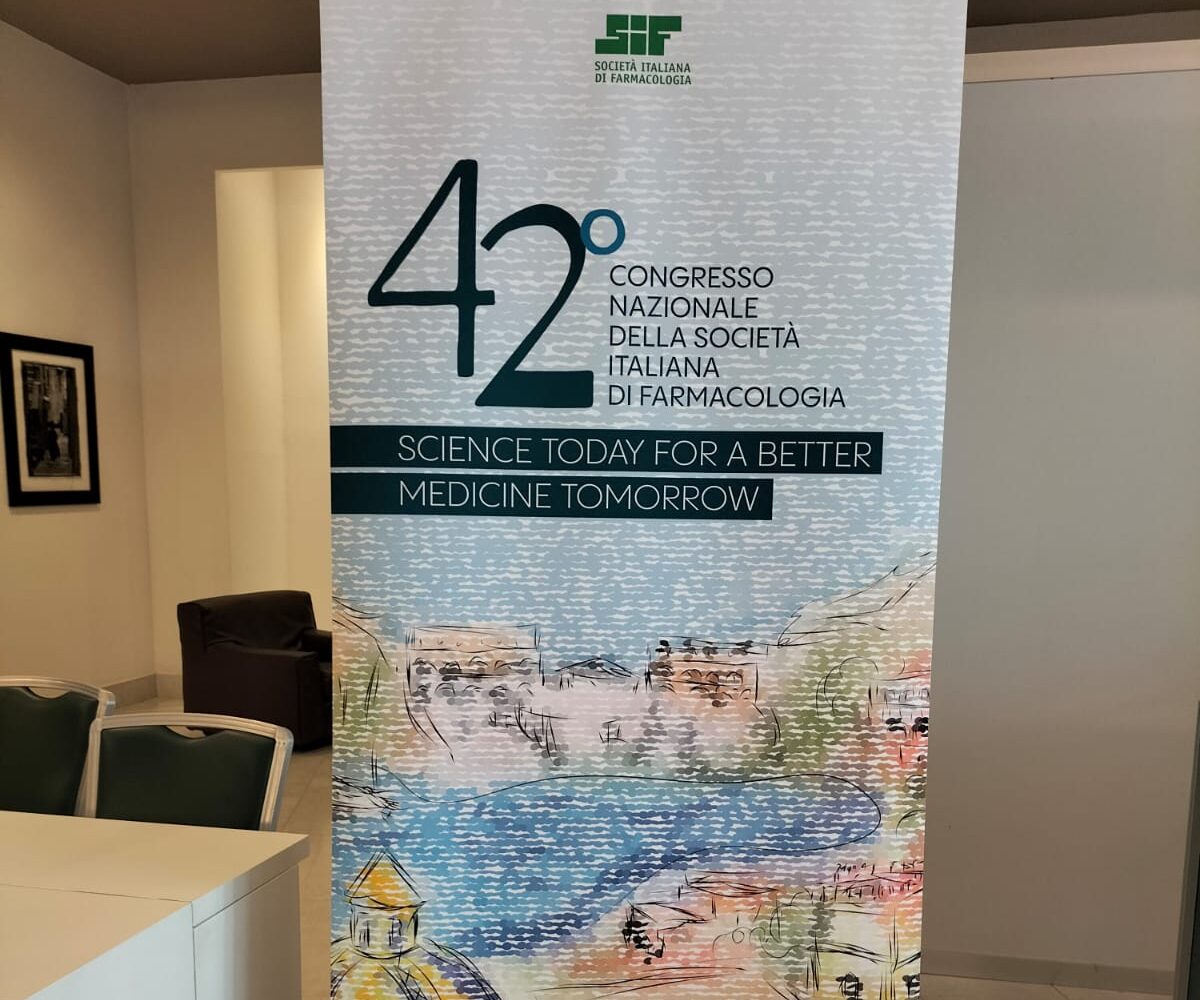 SIF
SOCIETÀ ITALIANA
DI FARMACOLOGIA
42°
CONGRESSO
NAZIONALE
DELLA SOCIETÀ
ITALIANA
DI FARMACOLOGIA
SCIENCE TODAY FOR A BETTER
MEDICINE TOMORROW